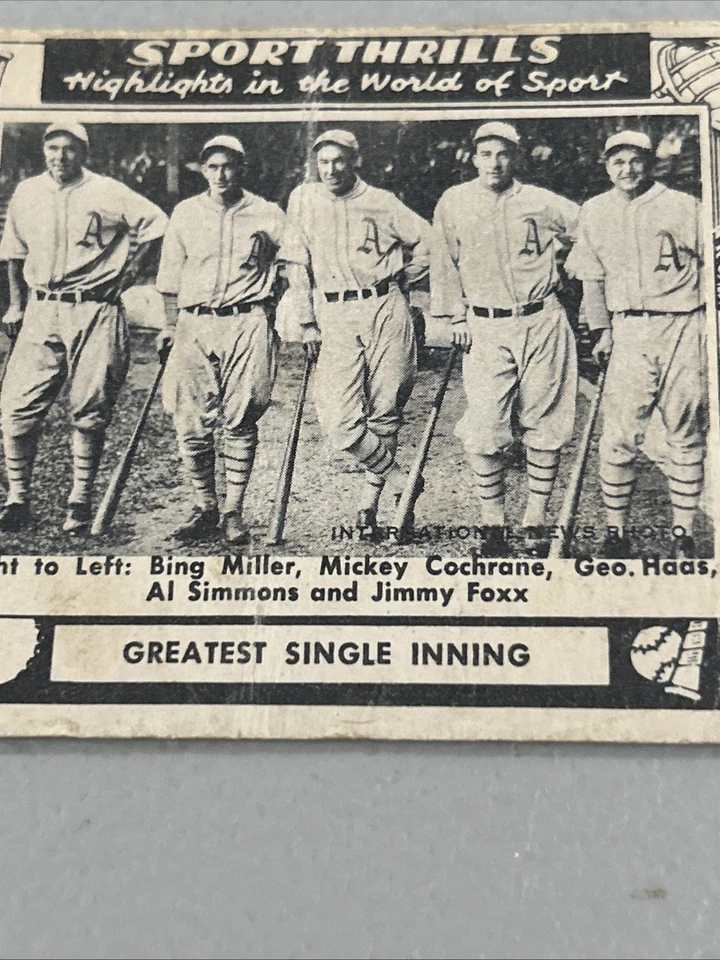 SPORT THRILLS
Highlights in the World of Sport
A A A A A
INTERNATIONAL NEWS PHOTO
ht to Left: Bing Miller, Mickey Cochrane, Geo. Haas,
Al Simmons and Jimmy Foxx
GREATEST SINGLE INNING